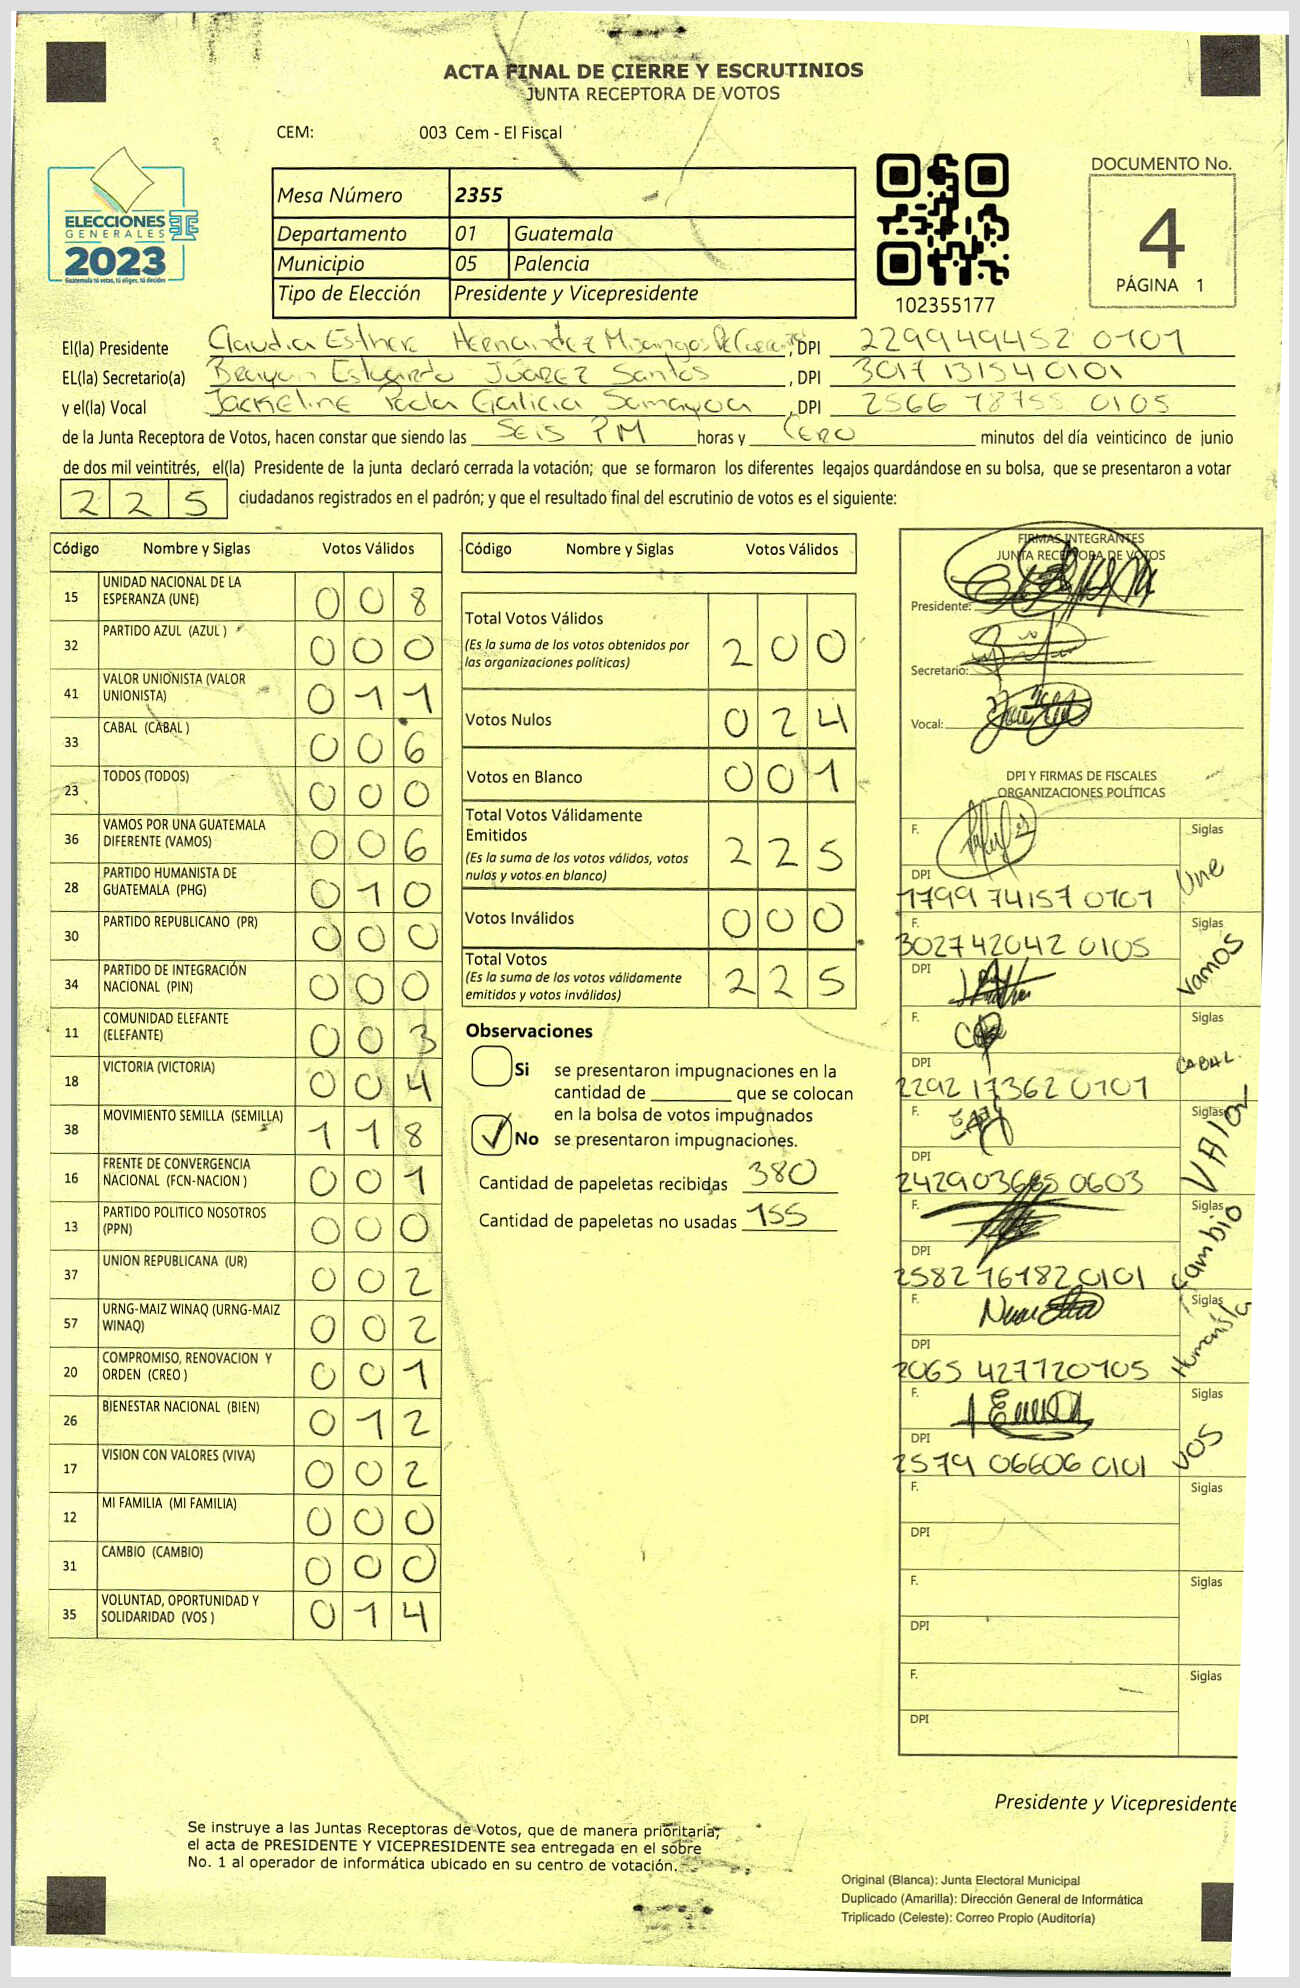 ACTA FINAL DE CIERRE Y ESCRUTINIOS
JUNTA RECEPTORA DE VOTOS
CEM: 003 Cem - El Fiscal
ELECCIONES
GENERALES
2023
Guatemala tú votas, tú eliges, tú decides
Mesa Número 2355
Departamento 01 Guatemala
Municipio 05 Palencia
Tipo de Elección Presidente y Vicepresidente
102355177
DOCUMENTO No.
4
PÁGINA 1
El(la) Presidente Claudia Esther Hernandez Mijangos De , DPI 229949452 0101
EL(la) Secretario(a) Brayan Estuardo Júarez Santos , DPI 3017 13154 0101
y el(la) Vocal Jackeline Paola Galicia Samayoa , DPI 2566 78755 0105
de la Junta Receptora de Votos, hacen constar que siendo las SEIS PM horas y CERO minutos del día veinticinco de junio
de dos mil veintitrés, el(la) Presidente de la junta declaró cerrada la votación; que se formaron los diferentes legajos guardándose en su bolsa, que se presentaron a votar
2 2 5 ciudadanos registrados en el padrón; y que el resultado final del escrutinio de votos es el siguiente:
Código Nombre y Siglas Votos Válidos
15 UNIDAD NACIONAL DE LA ESPERANZA (UNE) 0 0 8
32 PARTIDO AZUL (AZUL ) 0 0 0
41 VALOR UNIONISTA (VALOR UNIONISTA) 0 1 1
33 CABAL (CABAL ) 0 0 6
23 TODOS (TODOS) 0 0 0
36 VAMOS POR UNA GUATEMALA DIFERENTE (VAMOS) 0 0 6
28 PARTIDO HUMANISTA DE GUATEMALA (PHG) 0 1 0
30 PARTIDO REPUBLICANO (PR) 0 0 0
34 PARTIDO DE INTEGRACIÓN NACIONAL (PIN) 0 0 0
11 COMUNIDAD ELEFANTE (ELEFANTE) 0 0 3
18 VICTORIA (VICTORIA) 0 0 4
38 MOVIMIENTO SEMILLA (SEMILLA) 1 1 8
16 FRENTE DE CONVERGENCIA NACIONAL (FCN-NACION ) 0 0 1
13 PARTIDO POLITICO NOSOTROS (PPN) 0 0 0
37 UNION REPUBLICANA (UR) 0 0 2
57 URNG-MAIZ WINAQ (URNG-MAIZ WINAQ) 0 0 2
20 COMPROMISO, RENOVACION Y ORDEN (CREO ) 0 0 1
26 BIENESTAR NACIONAL (BIEN) 0 1 2
17 VISION CON VALORES (VIVA) 0 0 2
12 MI FAMILIA (MI FAMILIA) 0 0 0
31 CAMBIO (CAMBIO) 0 0 0
35 VOLUNTAD, OPORTUNIDAD Y SOLIDARIDAD (VOS ) 0 1 4
Código Nombre y Siglas Votos Válidos
Total Votos Válidos 2 0 0
(Es la suma de los votos obtenidos por
las organizaciones políticas)
Votos Nulos 0 2 4
Votos en Blanco 0 0 1
Total Votos Válidamente
Emitidos 2 2 5
(Es la suma de los votos válidos, votos
nulos y votos en blanco)
Votos Inválidos 0 0 0
Total Votos 2 2 5
(Es la suma de los votos válidamente
emitidos y votos inválidos)
Observaciones
Si se presentaron impugnaciones en la
cantidad de ________ que se colocan
en la bolsa de votos impugnados
No se presentaron impugnaciones.
Cantidad de papeletas recibidas 380
Cantidad de papeletas no usadas 155
FIRMAS INTEGRANTES
JUNTA RECEPTORA DE VOTOS
Presidente:
Secretario:
Vocal:
DPI Y FIRMAS DE FISCALES
ORGANIZACIONES POLÍTICAS
F. Siglas
DPI Une
1799 74157 0101
F. Siglas
302742042 0105 Vamos
DPI
F. Siglas
DPI CABAL
2292 17362 0101
F. Siglas
DPI VAlor
242903685 0603
F. Siglas
DPI Cambio
2582 16182 0101
F. Siglas
DPI Humanista
2065 427720105
F. Siglas
DPI VOS
2579 06606 0101
F. Siglas
DPI
F. Siglas
DPI
F. Siglas
DPI
Presidente y Vicepresidente
Se instruye a las Juntas Receptoras de Votos, que de manera prioritaria,
el acta de PRESIDENTE Y VICEPRESIDENTE sea entregada en el sobre
No. 1 al operador de informática ubicado en su centro de votación.
Original (Blanca): Junta Electoral Municipal
Duplicado (Amarilla): Dirección General de Informática
Triplicado (Celeste): Correo Propio (Auditoría)